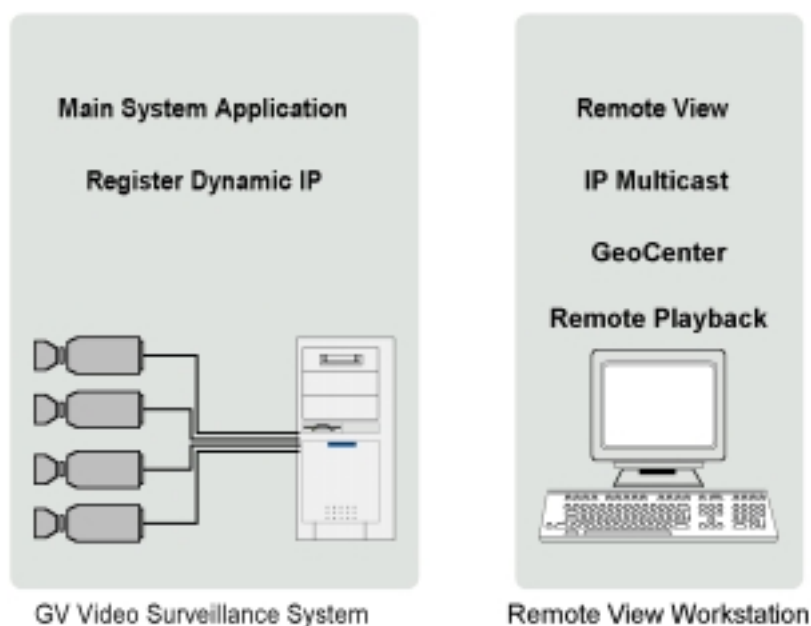 Main System Application
Register Dynamic IP
GV Video Surveillance System
Remote View
IP Multicast
GeoCenter
Remote Playback
Remote View Workstation